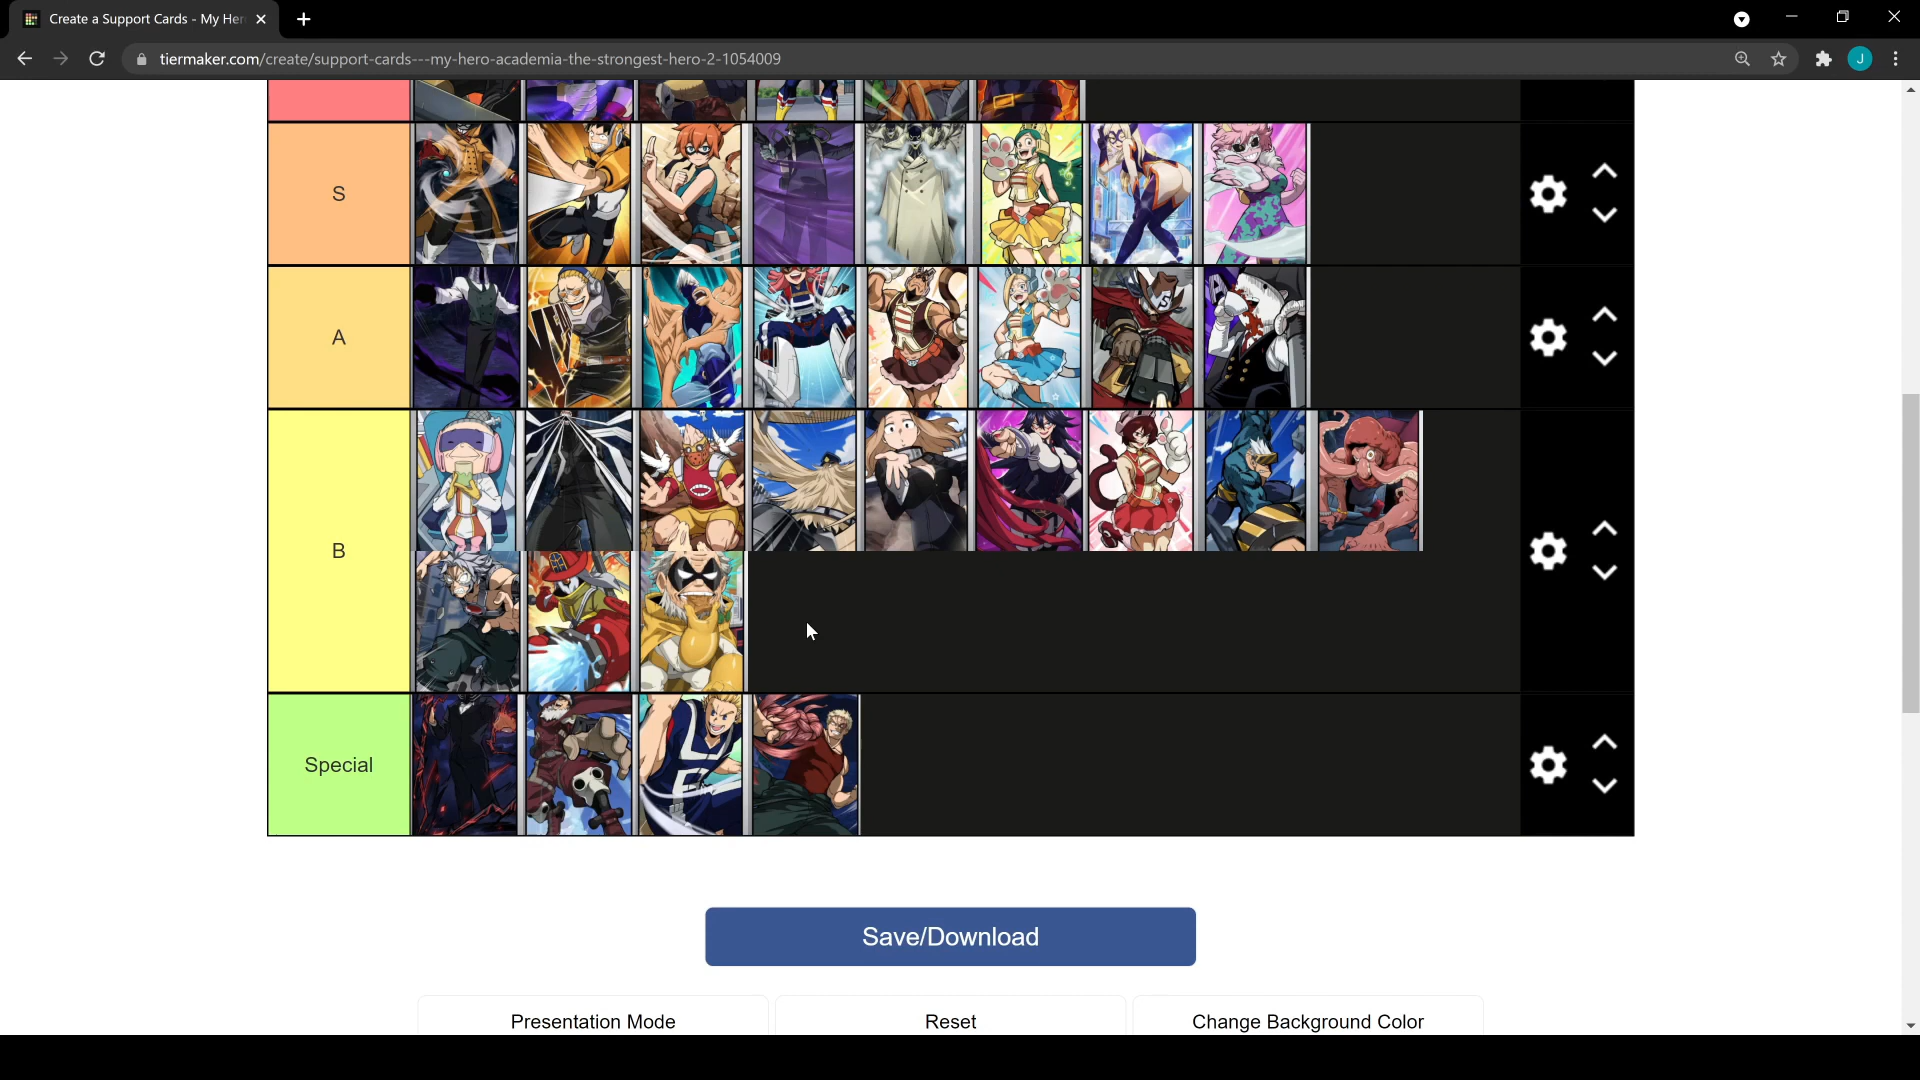 Create a Support Cards - My Her
tiermaker.com/create/support-cards---my-hero-academia-the-strongest-hero-2-1054009
J
S
A
B
Special
Save/Download
Presentation Mode
Reset
Change Background Color